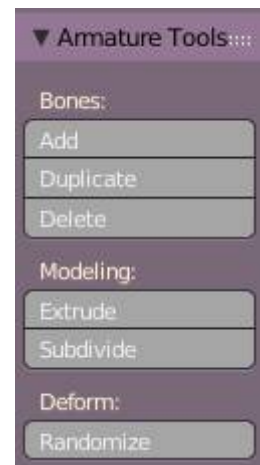 ▼ Armature Tools
Bones:
Add
Duplicate
Delete
Modeling:
Extrude
Subdivide
Deform:
Randomize